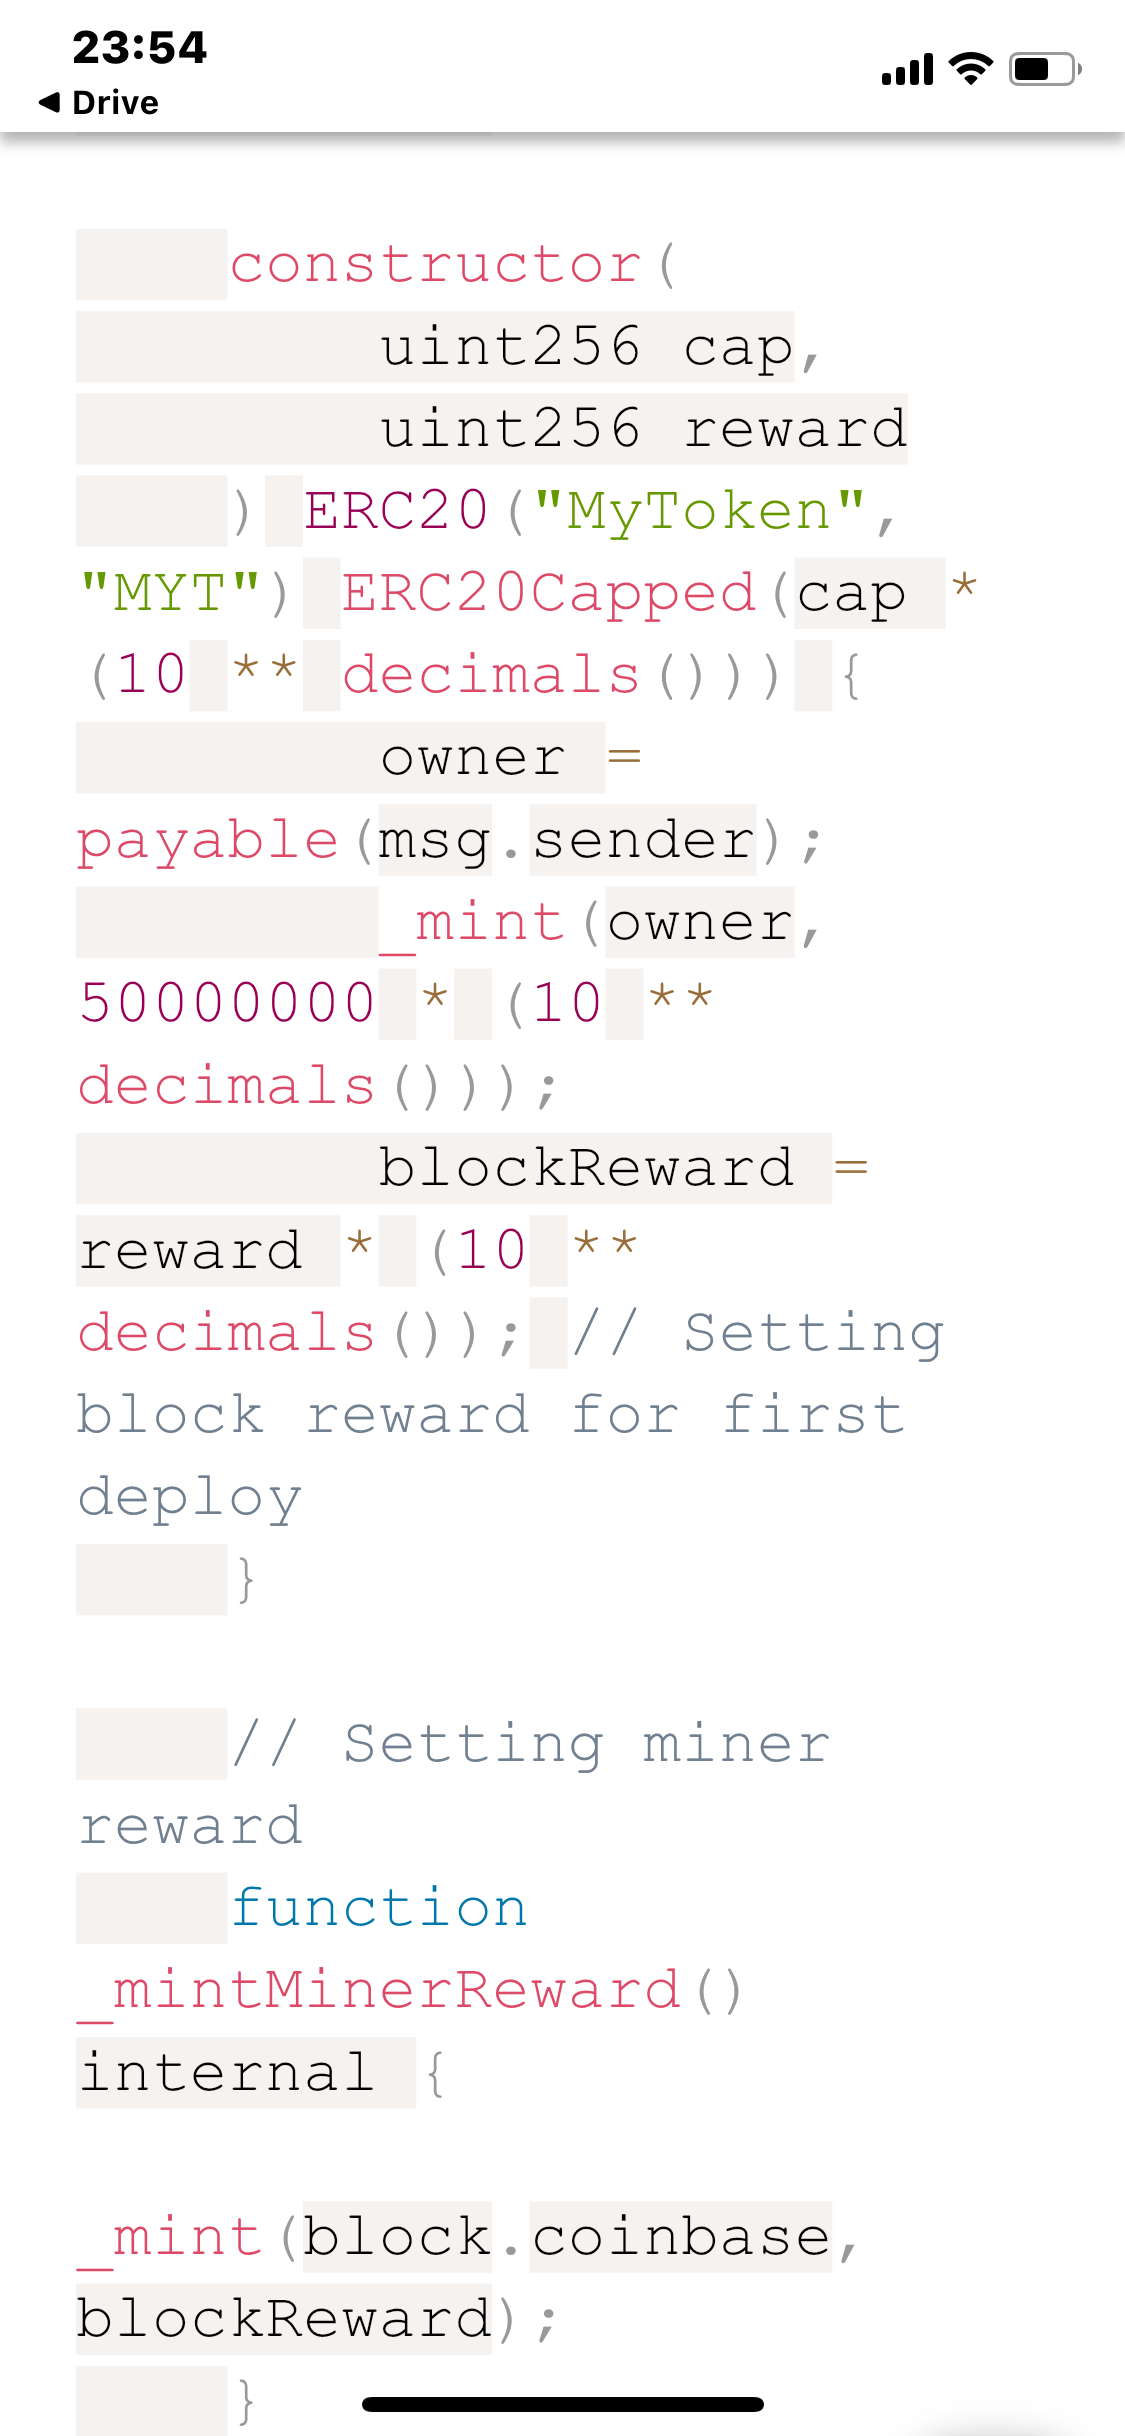 23:54
◀ Drive
constructor(
uint256 cap,
uint256 reward
) ERC20("MyToken",
"MYT") ERC20Capped(cap *
(10 ** decimals())) {
owner =
payable(msg.sender);
_mint(owner,
50000000 * (10 **
decimals()));
blockReward =
reward * (10 **
decimals()); // Setting
block reward for first
deploy
}
// Setting miner
reward
function
_mintMinerReward()
internal {
_mint(block.coinbase,
blockReward);
}